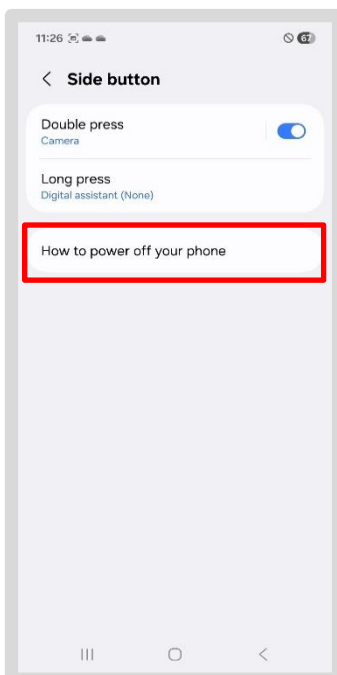 11:26
67
Side button
Double press
Camera
Long press
Digital assistant (None)
How to power off your phone